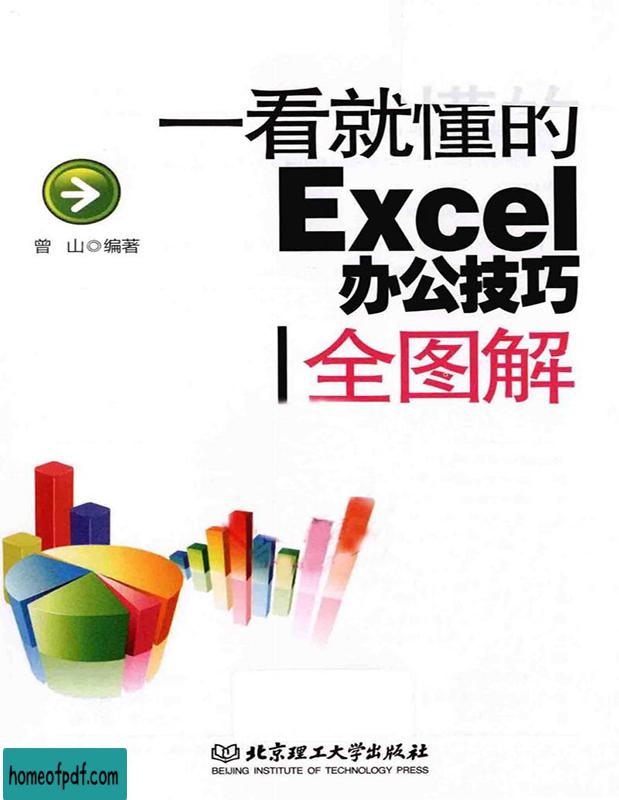 一看就懂的
Excel
办公技巧
全图解
曾 山◎编著
北京理工大学出版社
BEIJING INSTITUTE OF TECHNOLOGY PRESS
homeofpdf.com